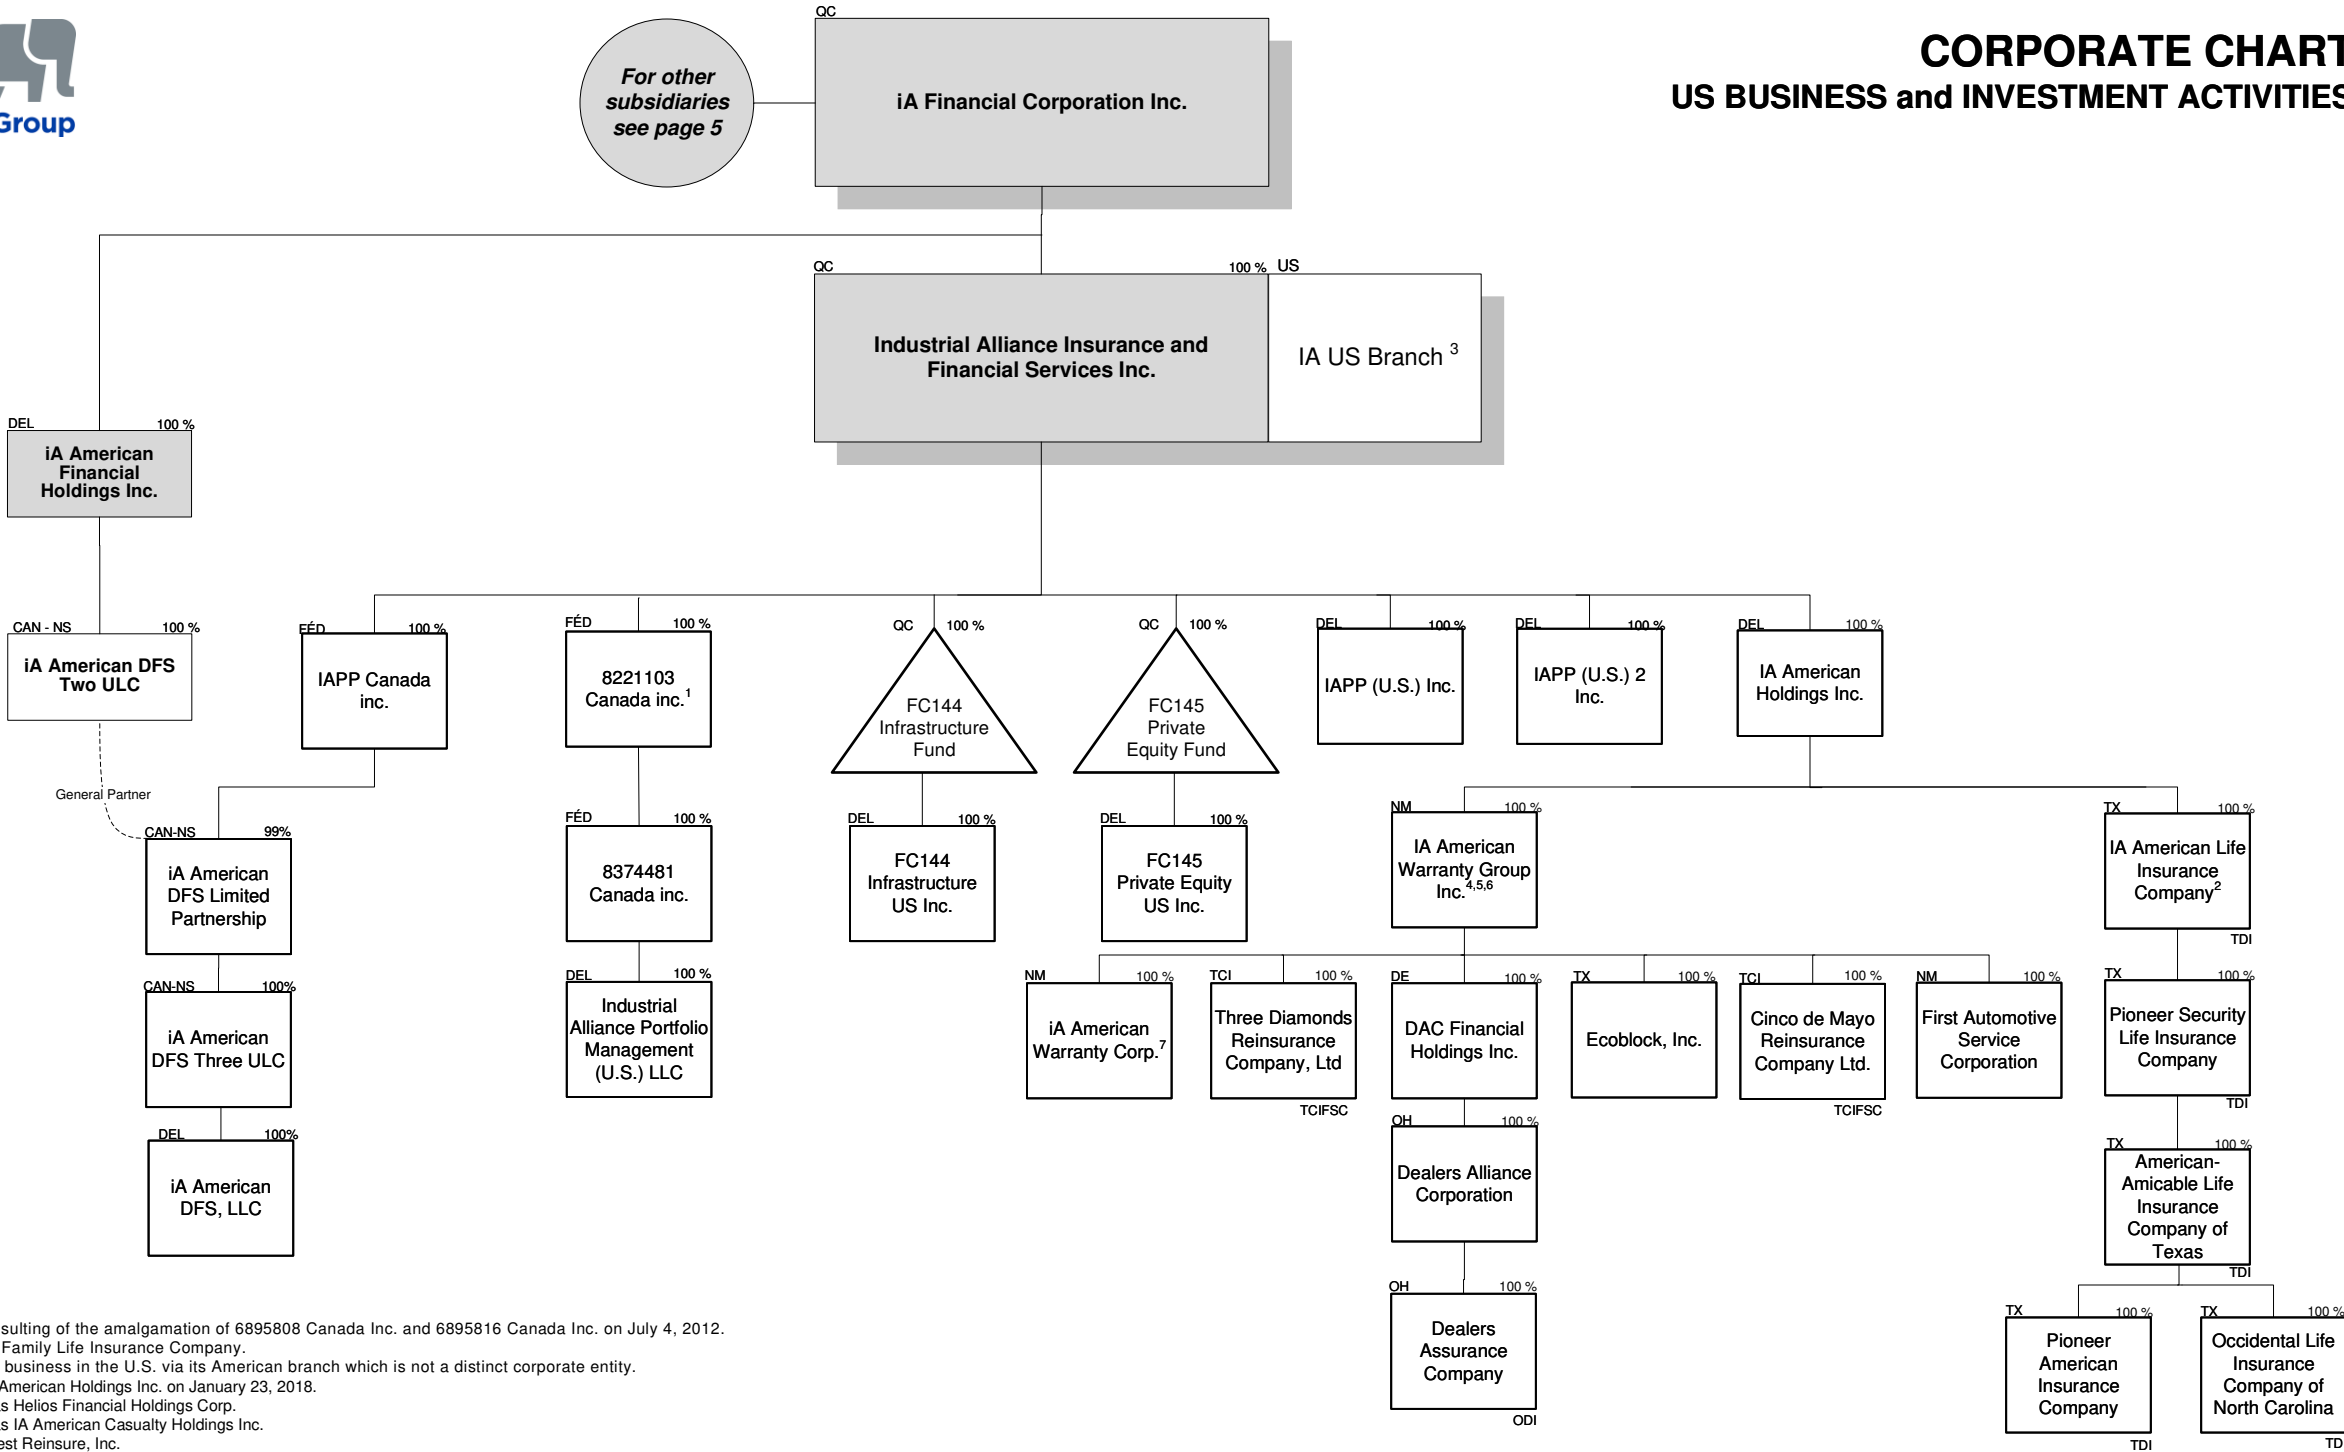 Group
For other
subsidiaries
see page 5
QC
iA Financial Corporation Inc.
CORPORATE CHART
US BUSINESS and INVESTMENT ACTIVITIES
QC
100 %
US
Industrial Alliance Insurance and
Financial Services Inc.
IA US Branch 3
DEL
100 %
iA American
Financial
Holdings Inc.
CAN - NS
100 %
iA American DFS
Two ULC
General Partner
FÉD
100 %
IAPP Canada
inc.
FÉD
100 %
8221103
Canada inc.1
QC
100 %
FC144
Infrastructure
Fund
QC
100 %
FC145
Private
Equity Fund
DEL
100 %
IAPP (U.S.) Inc.
DEL
100 %
IAPP (U.S.) 2
Inc.
DEL
100 %
IA American
Holdings Inc.
CAN-NS
99%
iA American
DFS Limited
Partnership
FÉD
100 %
8374481
Canada inc.
DEL
100 %
FC144
Infrastructure
US Inc.
DEL
100 %
FC145
Private Equity
US Inc.
NM
100 %
IA American
Warranty Group
Inc.4,5,6
TX
100 %
IA American Life
Insurance
Company2
TDI
CAN-NS
100%
iA American
DFS Three ULC
DEL
100 %
Industrial
Alliance Portfolio
Management
(U.S.) LLC
NM
100 %
iA American
Warranty Corp.7
TCI
100 %
Three Diamonds
Reinsurance
Company, Ltd
TCIFSC
DE
100 %
DAC Financial
Holdings Inc.
TX
100 %
Ecoblock, Inc.
TCI
100 %
Cinco de Mayo
Reinsurance
Company Ltd.
TCIFSC
NM
100 %
First Automotive
Service
Corporation
TX
100 %
Pioneer Security
Life Insurance
Company
TDI
DEL
100%
iA American
DFS, LLC
OH
100 %
Dealers Alliance
Corporation
TX
100 %
American-
Amicable Life
Insurance
Company of
Texas
TDI
OH
100 %
Dealers
Assurance
Company
ODI
TX
100 %
Pioneer
American
Insurance
Company
TDI
TX
100 %
Occidental Life
Insurance
Company of
North Carolina
TD
sulting of the amalgamation of 6895808 Canada Inc. and 6895816 Canada Inc. on July 4, 2012.
Family Life Insurance Company.
business in the U.S. via its American branch which is not a distinct corporate entity.
American Holdings Inc. on January 23, 2018.
as Helios Financial Holdings Corp.
as IA American Casualty Holdings Inc.
est Reinsure, Inc.